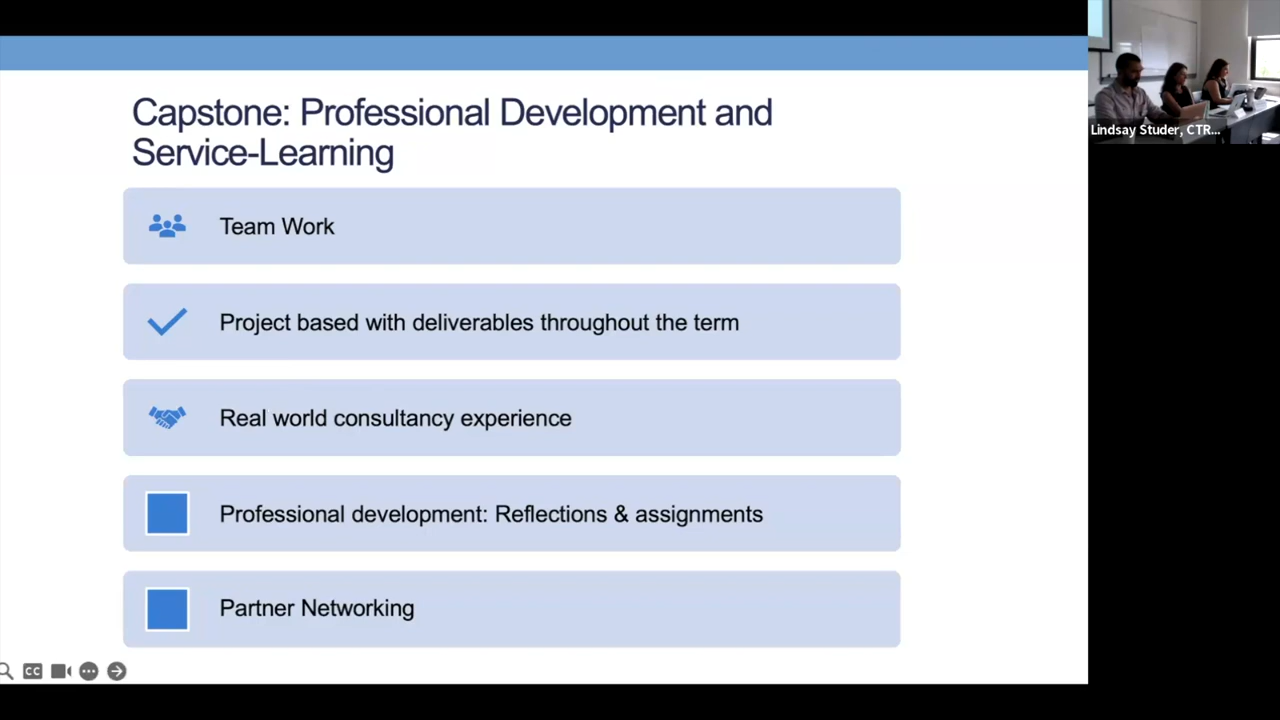 Capstone: Professional Development and
Service-Learning
Team Work
Project based with deliverables throughout the term
Real world consultancy experience
Professional development: Reflections & assignments
Partner Networking
CC
Lindsay Studer, CTR...